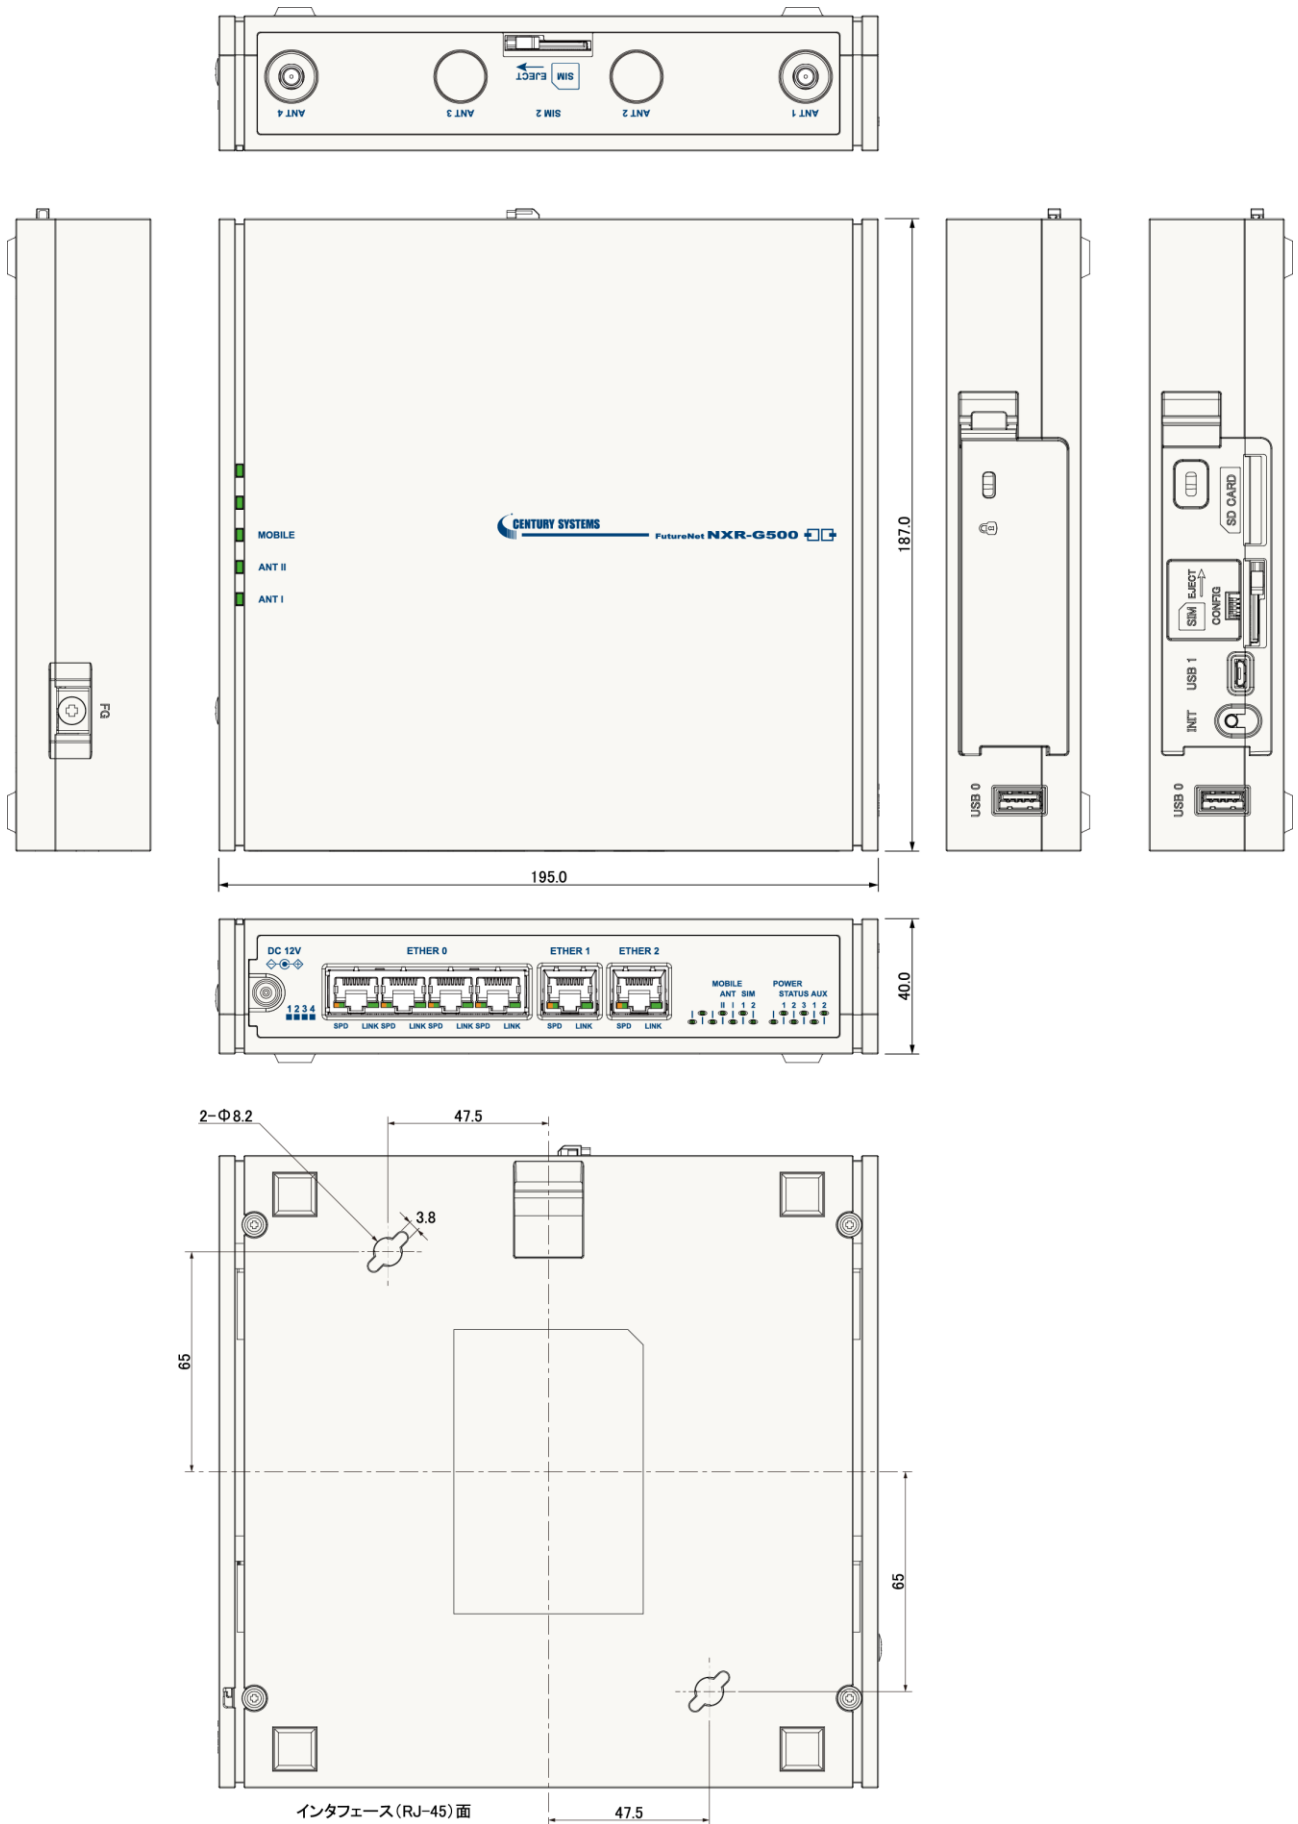 EJECT
SIM
ANT 4
ANT 3
SIM 2
ANT 2
ANT 1
MOBILE
ANT II
ANT I
CENTURY SYSTEMS
FutureNet NXR-G500
FG
187.0
195.0
USB 0
SD CARD
SIM
EJECT
CONFIG
USB 1
INIT
USB 0
DC 12V
ETHER 0
ETHER 1
ETHER 2
1 2 3 4
SPD LINK SPD LINK SPD LINK SPD LINK
SPD LINK
SPD LINK
MOBILE
ANT SIM
II I 1 2
POWER
STATUS AUX
1 2 3 1 2
40.0
2-Φ8.2
47.5
3.8
65
65
インタフェース(RJ-45)面
47.5